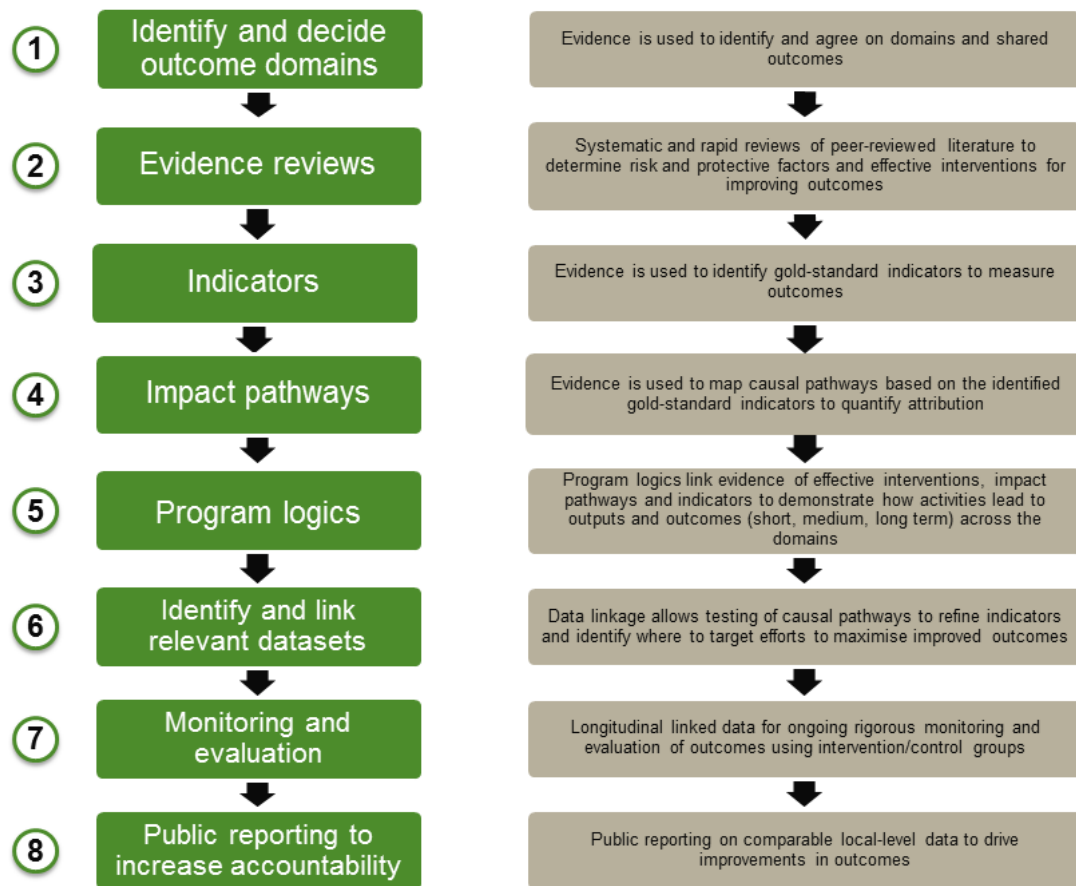 1
Identify and decide
outcome domains
Evidence is used to identify and agree on domains and shared
outcomes
2
Evidence reviews
Systematic and rapid reviews of peer-reviewed literature to
determine risk and protective factors and effective interventions for
improving outcomes
3
Indicators
Evidence is used to identify gold-standard indicators to measure
outcomes
4
Impact pathways
Evidence is used to map causal pathways based on the identified
gold-standard indicators to quantify attribution
5
Program logics
Program logics link evidence of effective interventions, impact
pathways and indicators to demonstrate how activities lead to
outputs and outcomes (short, medium, long term) across the
domains
6
Identify and link
relevant datasets
Data linkage allows testing of causal pathways to refine indicators
and identify where to target efforts to maximise improved outcomes
7
Monitoring and
evaluation
Longitudinal linked data for ongoing rigorous monitoring and
evaluation of outcomes using intervention/control groups
8
Public reporting to
increase accountability
Public reporting on comparable local-level data to drive
improvements in outcomes